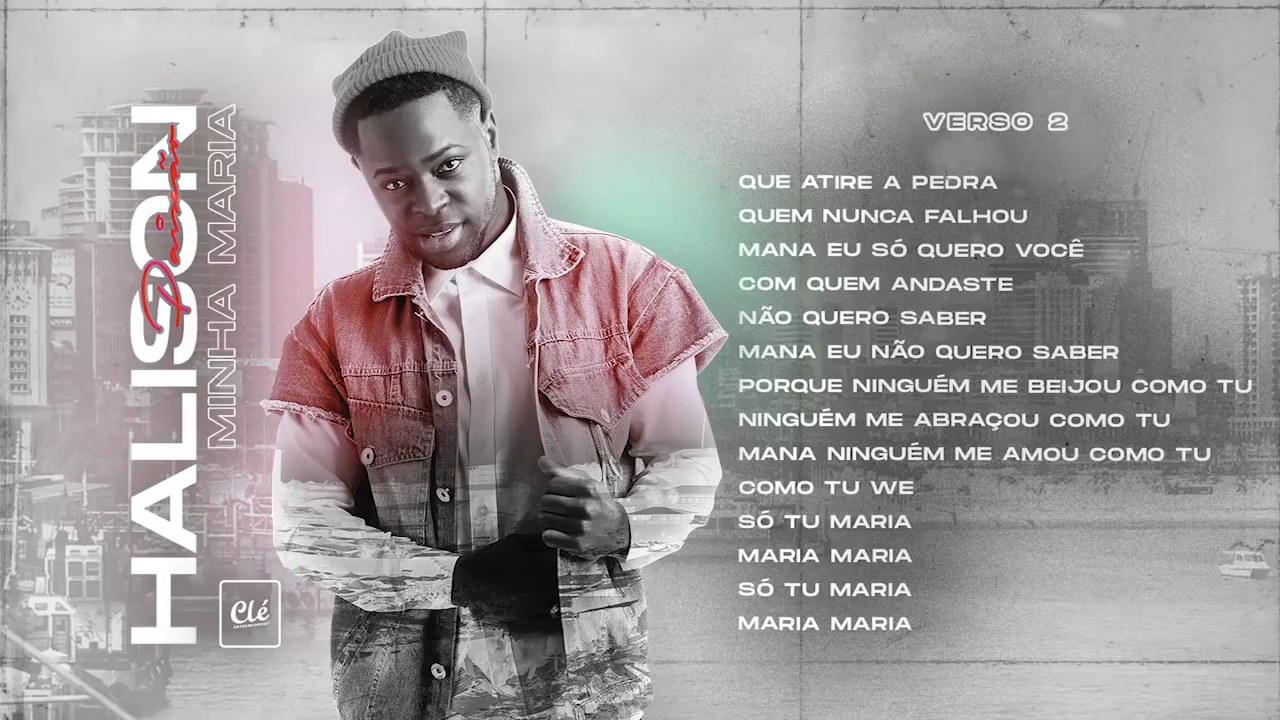 HALISON
Paixão
MINHA MARIA
Clé
ENTERTAINMENT
VERSO 2
QUE ATIRE A PEDRA
QUEM NUNCA FALHOU
MANA EU SÓ QUERO VOCÊ
COM QUEM ANDASTE
NÃO QUERO SABER
MANA EU NÃO QUERO SABER
PORQUE NINGUÉM ME BEIJOU COMO TU
NINGUÉM ME ABRAÇOU COMO TU
MANA NINGUÉM ME AMOU COMO TU
COMO TU WE
SÓ TU MARIA
MARIA MARIA
SÓ TU MARIA
MARIA MARIA